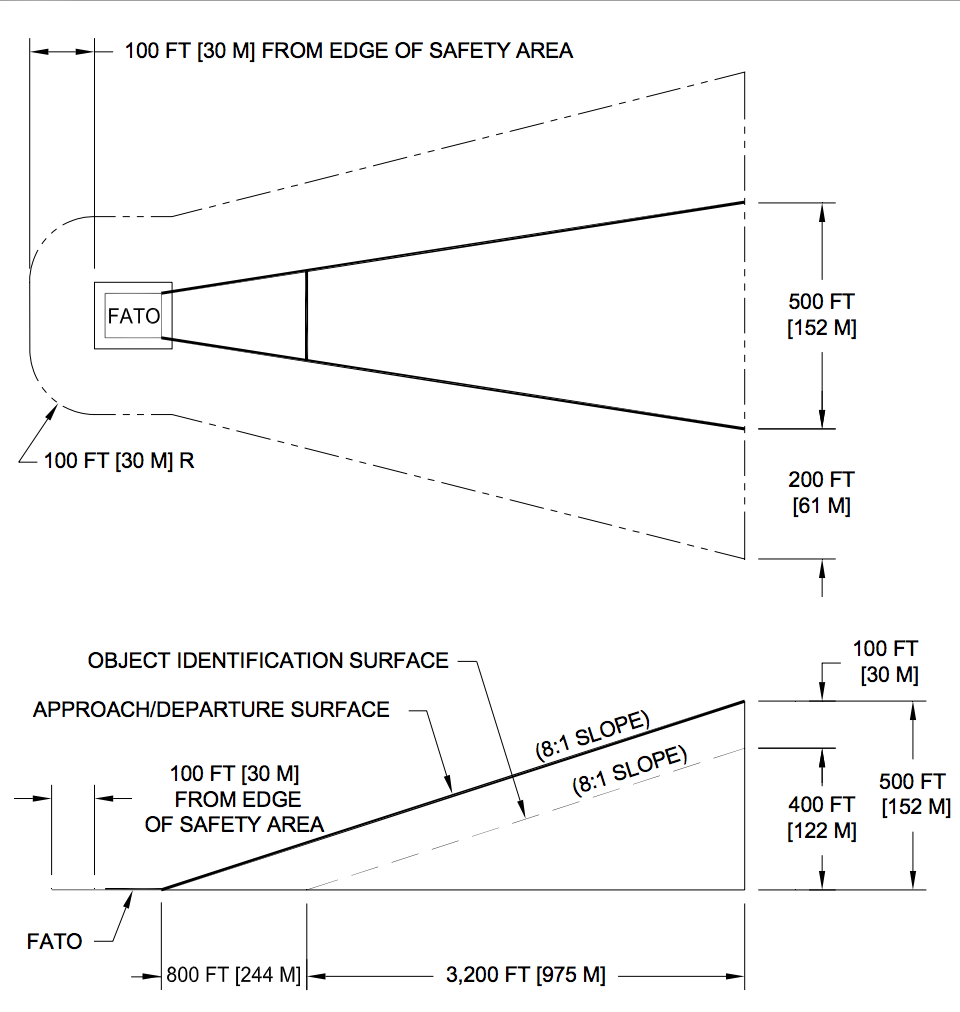 100 FT [30 M] FROM EDGE OF SAFETY AREA
FATO
500 FT
[152 M]
100 FT [30 M] R
200 FT
[61 M]
OBJECT IDENTIFICATION SURFACE
100 FT
[30 M]
APPROACH/DEPARTURE SURFACE
(8:1 SLOPE)
(8:1 SLOPE)
100 FT [30 M]
FROM EDGE
OF SAFETY AREA
500 FT
[152 M]
400 FT
[122 M]
FATO
800 FT [244 M]
3,200 FT [975 M]